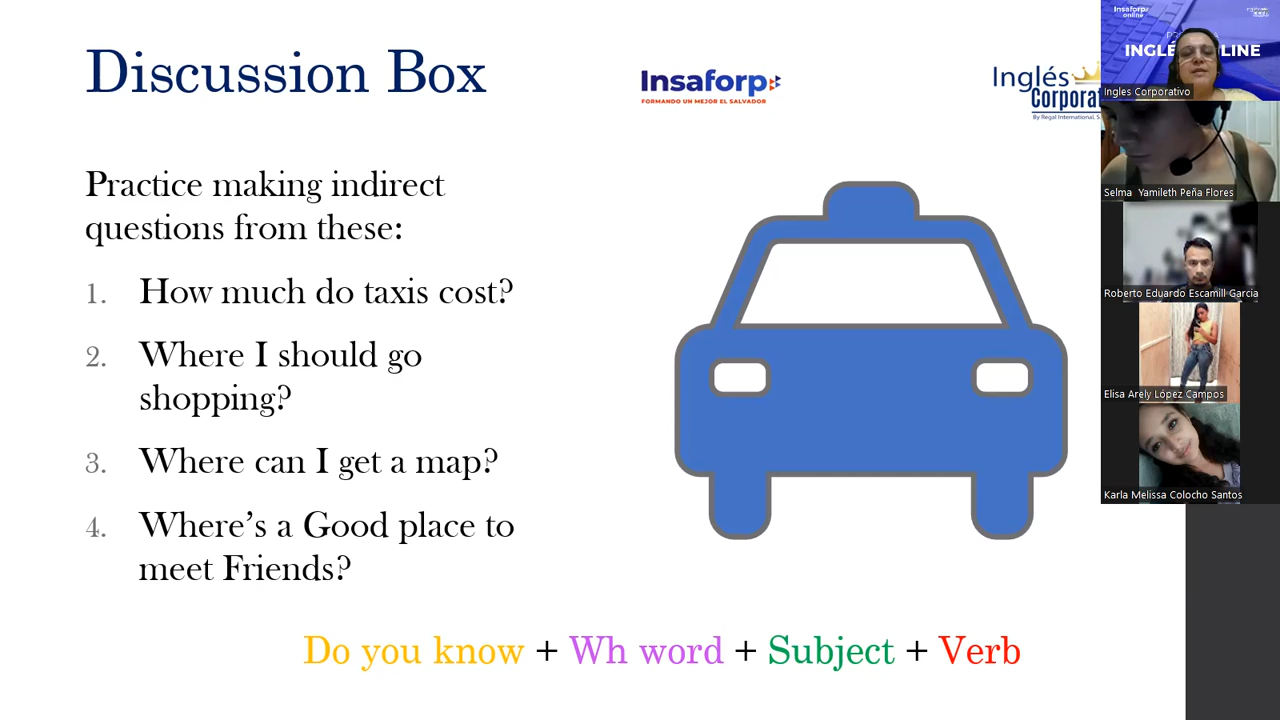 Discussion Box
Insaforp
FORMANDO UN MEJOR EL SALVADOR
Inglés
By Regal International, S.
Practice making indirect
questions from these:
1. How much do taxis cost?
2. Where I should go
shopping?
3. Where can I get a map?
4. Where's a Good place to
meet Friends?
Do you know + Wh word + Subject + Verb
Insaforp
online
Ingles Corporativo
Selma Yamileth Peña Flores
Roberto Eduardo Escamill Garcia
Elisa Arely López Campos
Karla Melissa Colocho Santos